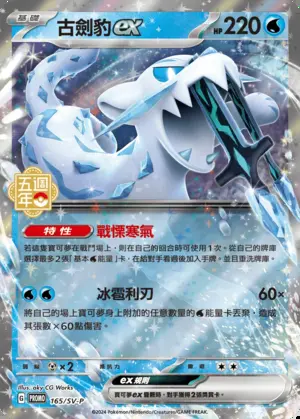 基礎
古劍豹ex
HP 220
五週年
特性 戰慄寒氣
若這隻寶可夢在戰鬥場上，則在自己的回合時可使用1次。從自己的牌庫
選擇最多2張「基本能量」卡，在給對手看過後加入手牌。並且重洗牌庫。
冰雹利刃 60×
將自己的場上寶可夢身上附加的任意數量的能量卡丟棄，造成
其張數×60點傷害。
弱點 ×2 抵抗力 撤退
ex規則
寶可夢ex昏厥時，對手獲得2張獎賞卡。
Illus. aky CG Works
G PROMO 165/SV-P
©2024 Pokémon/Nintendo/Creatures/GAME FREAK.